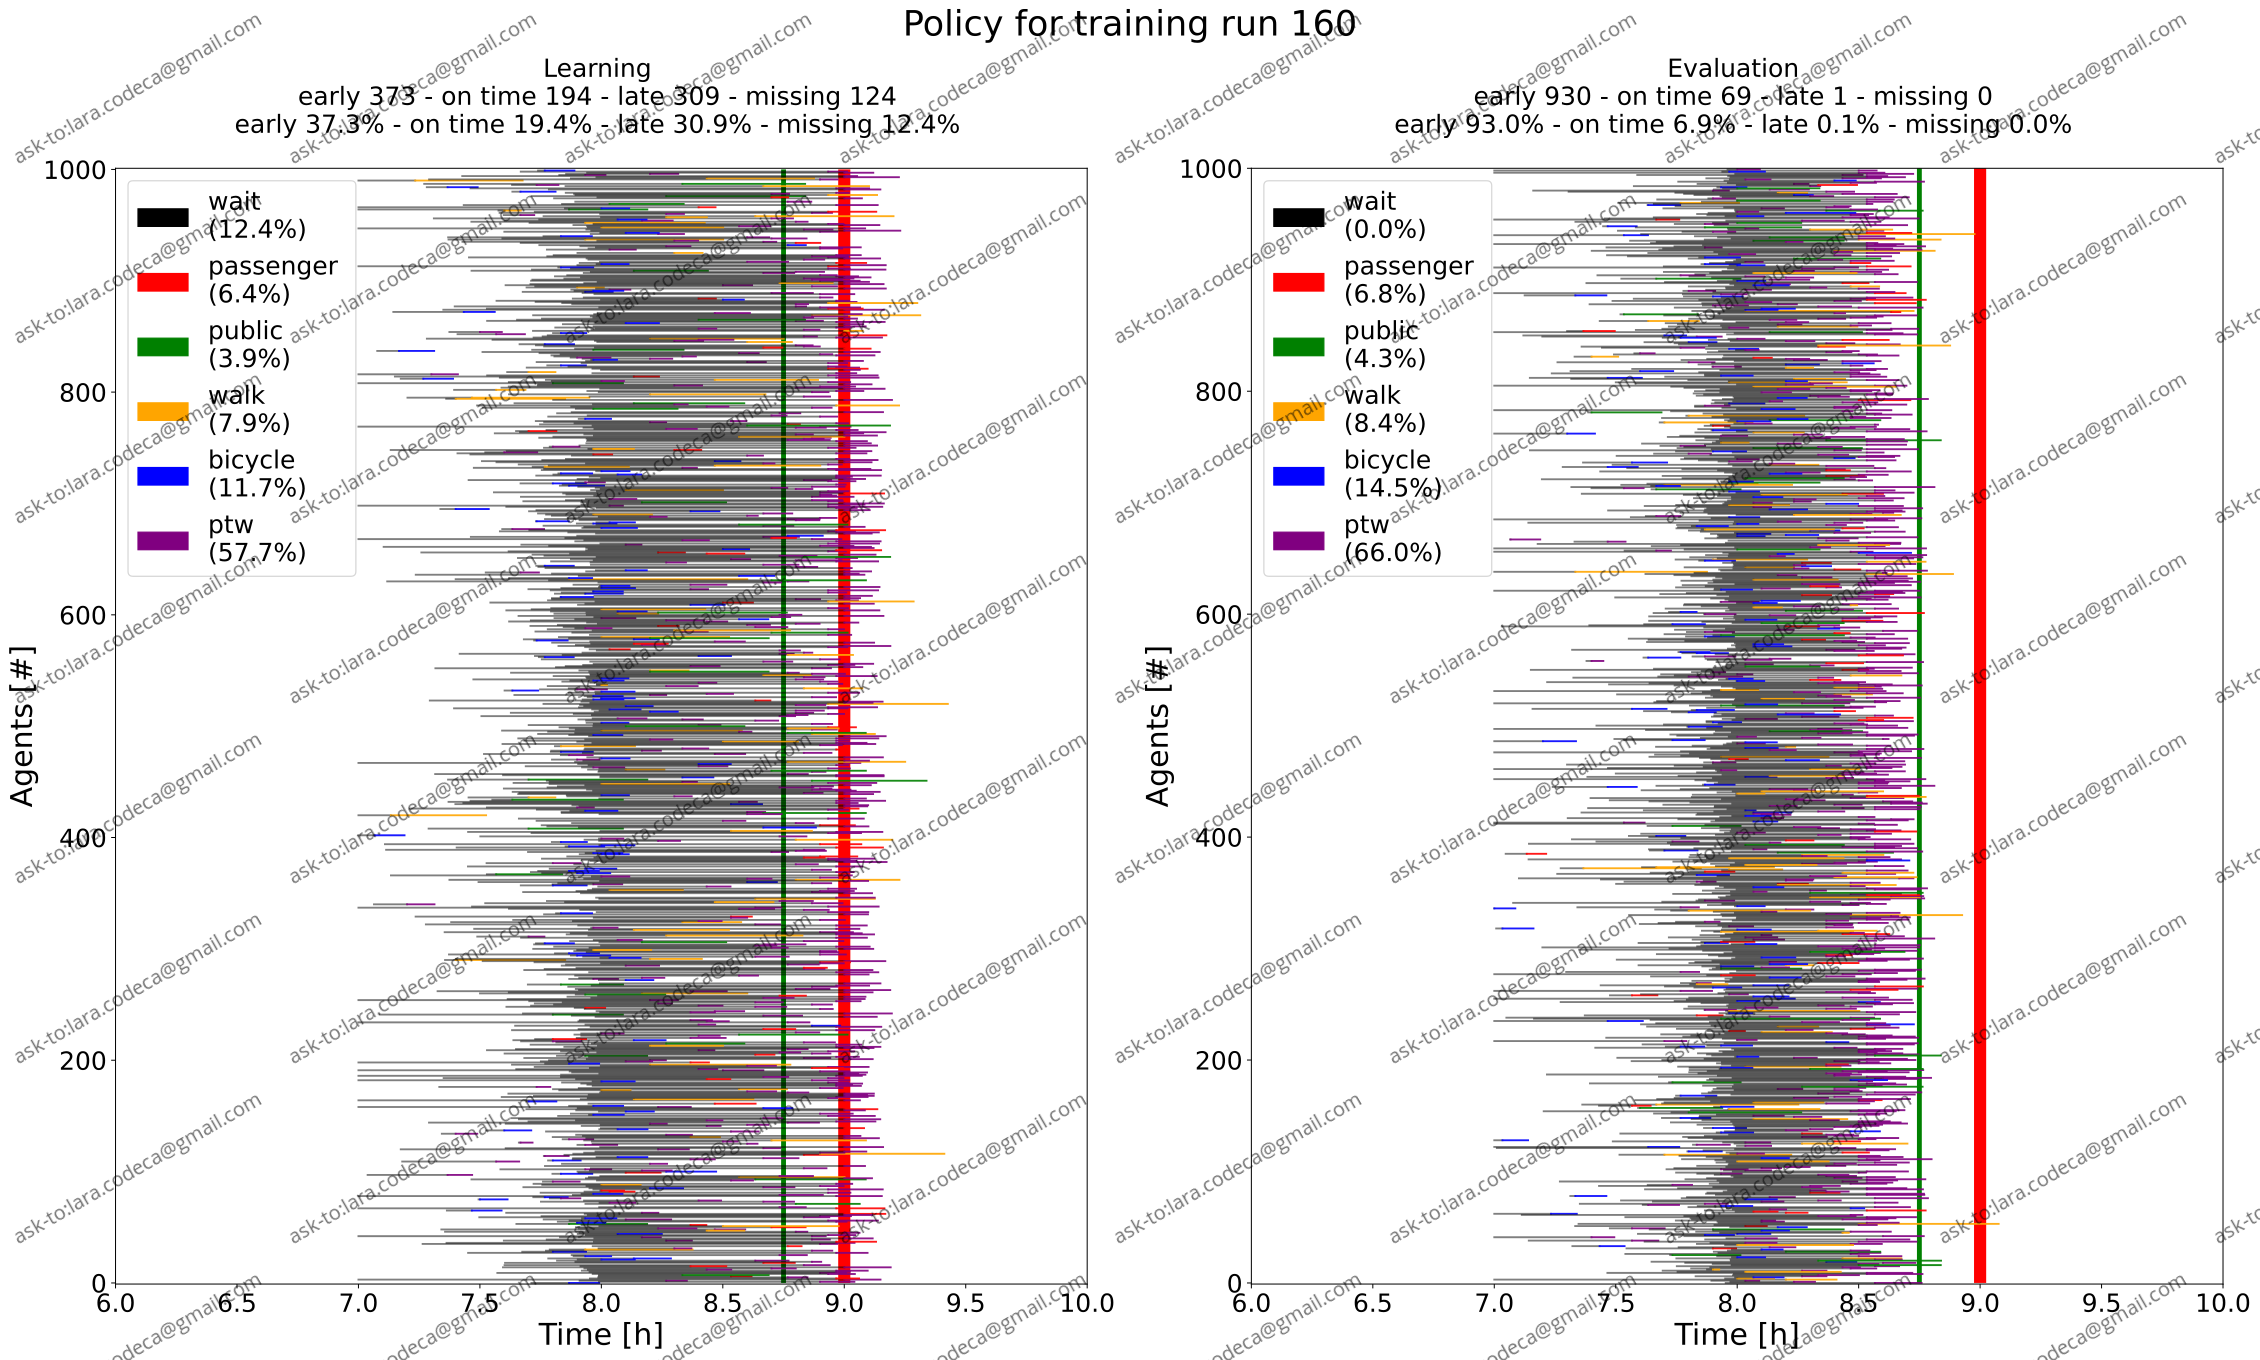 Policy for training run 160
Learning
early 373 - on time 194 - late 309 - missing 124
early 37.3% - on time 19.4% - late 30.9% - missing 12.4%
1000
800
600
400
200
0
Agents [#]
wait
(12.4%)
passenger
(6.4%)
public
(3.9%)
walk
(7.9%)
bicycle
(11.7%)
ptw
(57.7%)
6.0 6.5 7.0 7.5 8.0 8.5 9.0 9.5 10.0
Time [h]
Evaluation
early 930 - on time 69 - late 1 - missing 0
early 93.0% - on time 6.9% - late 0.1% - missing 0.0%
1000
800
600
400
200
0
Agents [#]
wait
(0.0%)
passenger
(6.8%)
public
(4.3%)
walk
(8.4%)
bicycle
(14.5%)
ptw
(66.0%)
6.0 6.5 7.0 7.5 8.0 8.5 9.0 9.5 10.0
Time [h]
ask-to:lara.codeca@gmail.com